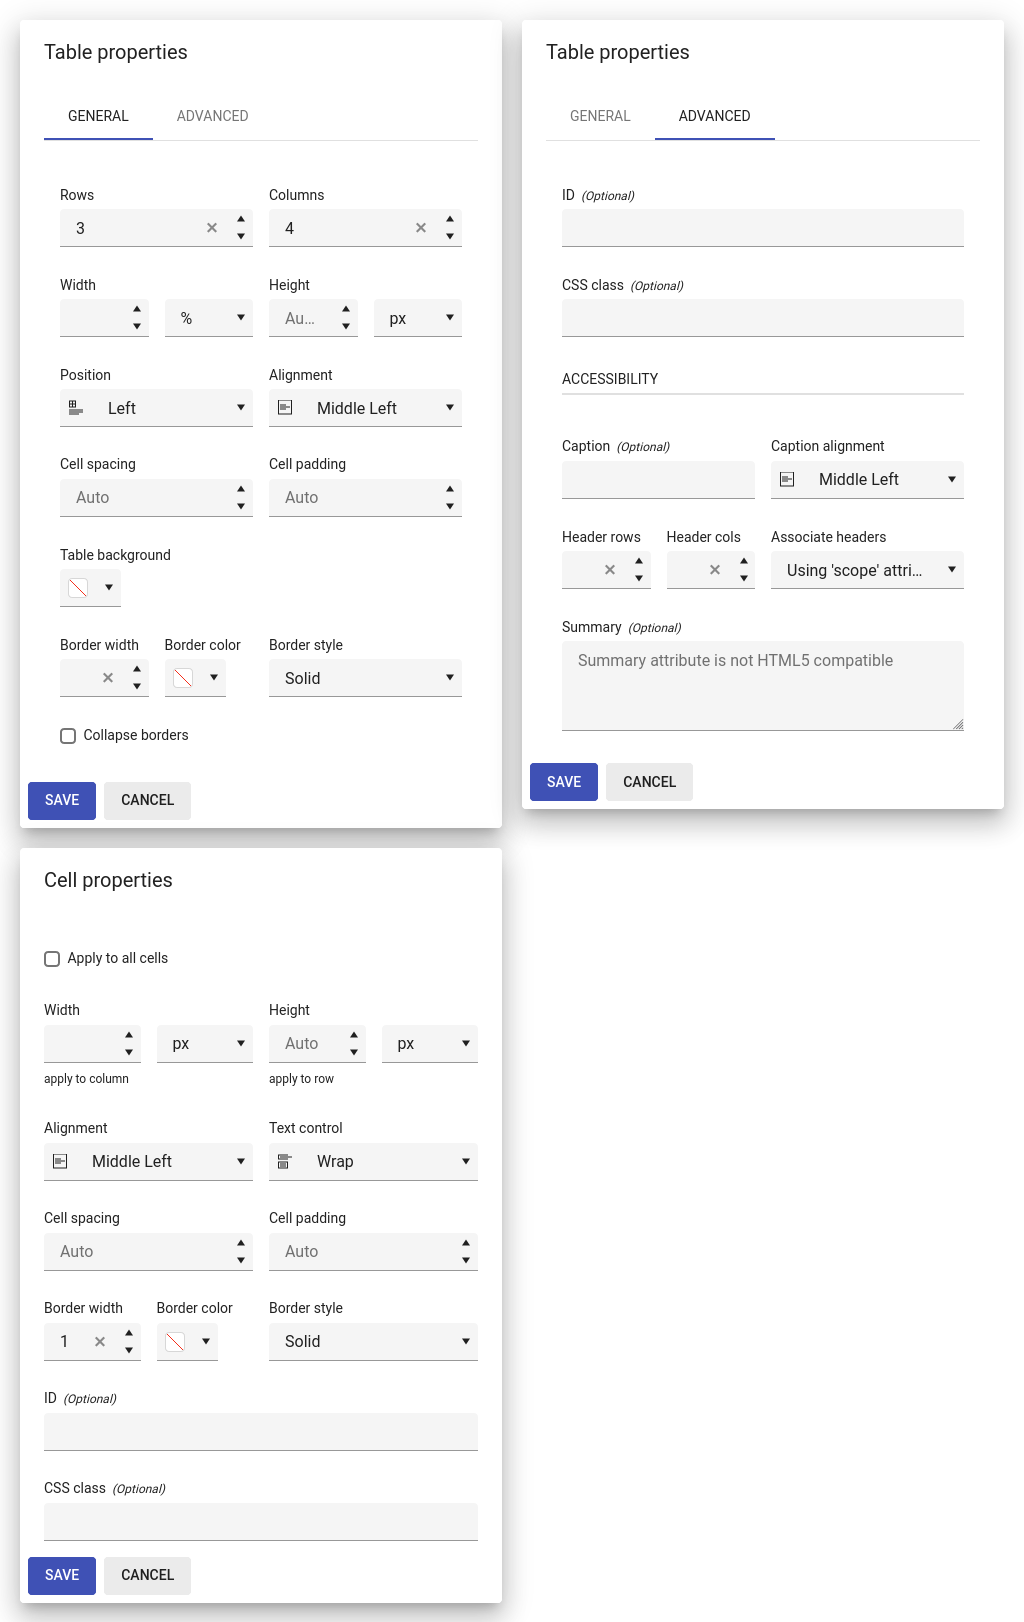 Table properties
GENERAL ADVANCED
Rows Columns
3 4
Width Height
% Au... px
Position Alignment
Left Middle Left
Cell spacing Cell padding
Auto Auto
Table background
Border width Border color Border style
Solid
Collapse borders
SAVE CANCEL
Table properties
GENERAL ADVANCED
ID (Optional)
CSS class (Optional)
ACCESSIBILITY
Caption (Optional) Caption alignment
Middle Left
Header rows Header cols Associate headers
Using 'scope' attri...
Summary (Optional)
Summary attribute is not HTML5 compatible
SAVE CANCEL
Cell properties
Apply to all cells
Width Height
px Auto px
apply to column apply to row
Alignment Text control
Middle Left Wrap
Cell spacing Cell padding
Auto Auto
Border width Border color Border style
1 Solid
ID (Optional)
CSS class (Optional)
SAVE CANCEL